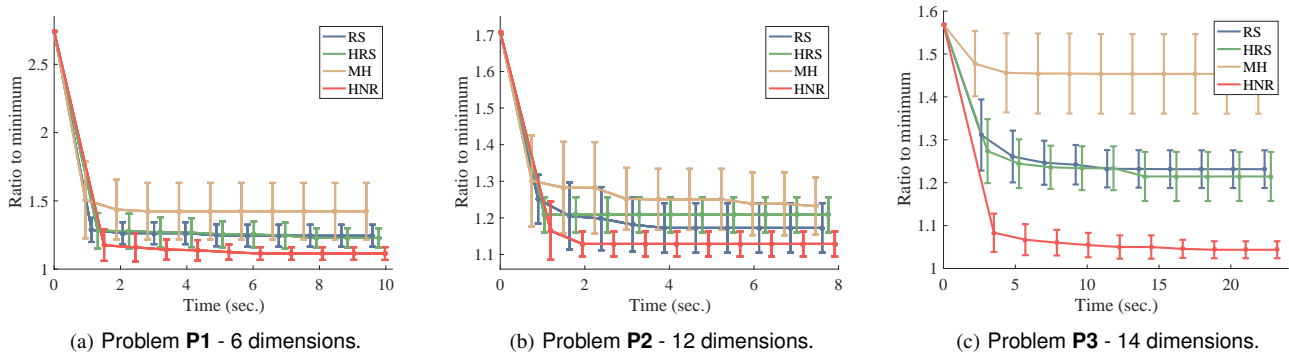 Ratio to minimum
2.5
2
1.5
1
0 2 4 6 8 10
Time (sec.)
RS
HRS
MH
HNR
(a) Problem P1 - 6 dimensions.
Ratio to minimum
1.7
1.6
1.5
1.4
1.3
1.2
1.1
0 2 4 6 8
Time (sec.)
RS
HRS
MH
HNR
(b) Problem P2 - 12 dimensions.
Ratio to minimum
1.6
1.5
1.4
1.3
1.2
1
0 5 10 15 20
Time (sec.)
RS
HRS
MH
HNR
(c) Problem P3 - 14 dimensions.